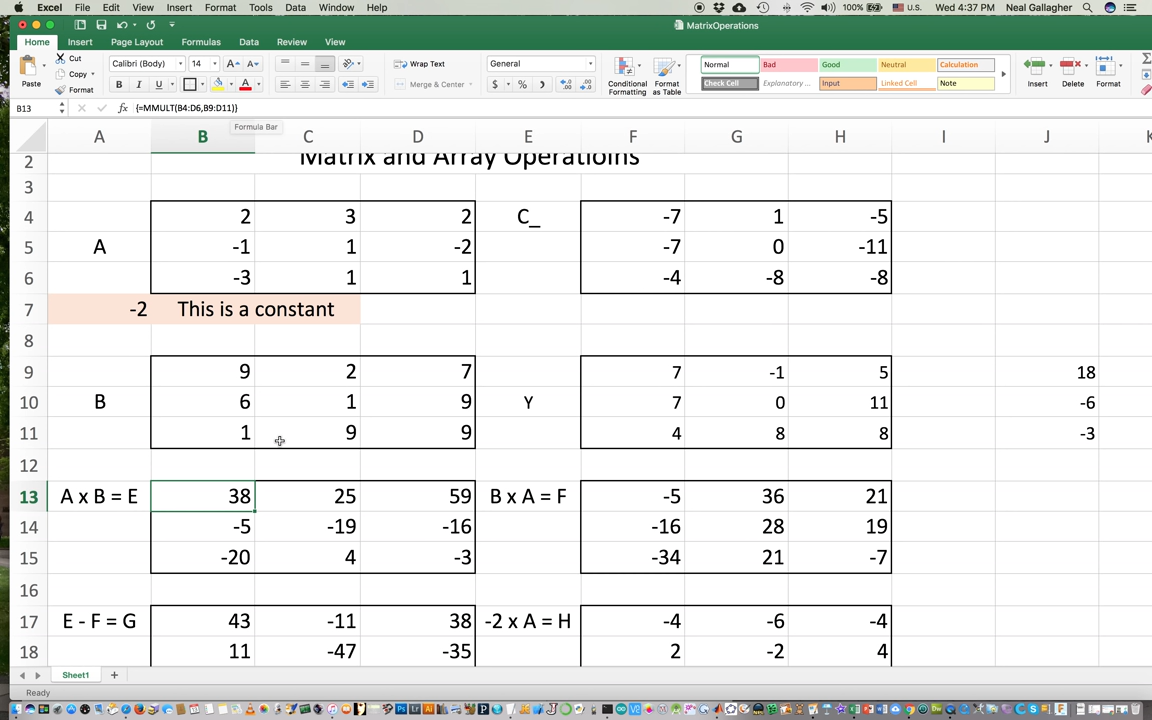 Excel File Edit View Insert Format Tools Data Window Help 100% U.S. Wed 4:37 PM Neal Gallagher
MatrixOperations
Home Insert Page Layout Formulas Data Review View
Cut
Copy
Format
Paste
Calibri (Body) 14 A A
B I U A
Wrap Text
Merge & Center
General
$ % )
Conditional Formatting
Format as Table
Normal Bad Good Neutral Calculation
Check Cell Explanatory... Input Linked Cell Note
Insert Delete Format
B13 fx {=MMULT(B4:D6,B9:D11)}
Formula Bar
A B C D E F G H I J K
2 Matrix and Array Operatioins
3
4 2 3 2 C_ -7 1 -5
5 A -1 1 -2 -7 0 -11
6 -3 1 1 -4 -8 -8
7 -2 This is a constant
8
9 9 2 7 7 -1 5 18
10 B 6 1 9 Y 7 0 11 -6
11 1 9 9 4 8 8 -3
12
13 A x B = E 38 25 59 B x A = F -5 36 21
14 -5 -19 -16 -16 28 19
15 -20 4 -3 -34 21 -7
16
17 E - F = G 43 -11 38 -2 x A = H -4 -6 -4
18 11 -47 -35 2 -2 4
Sheet1 +
Ready